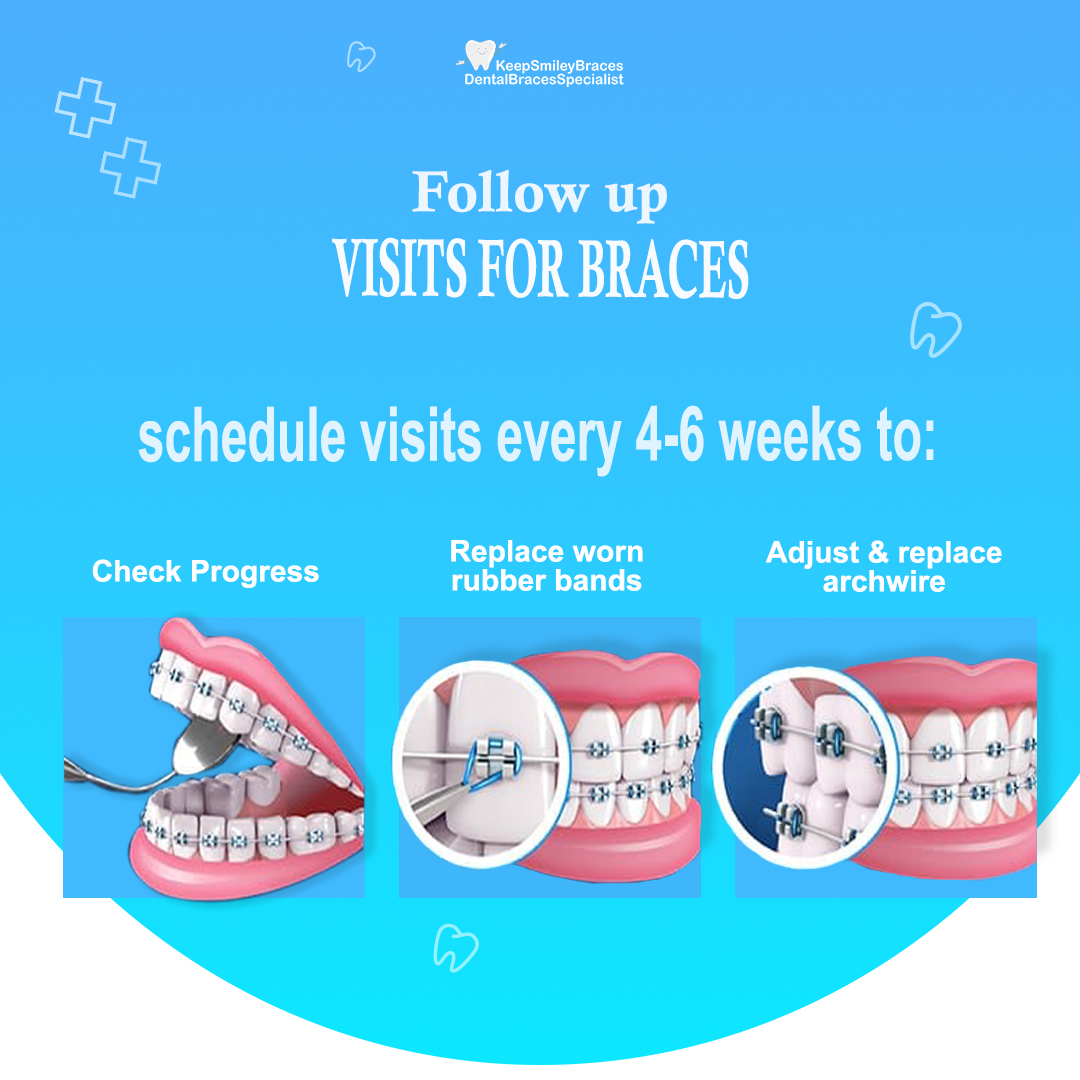 KeepSmileyBraces
DentalBracesSpecialist
Follow up
VISITS FOR BRACES
schedule visits every 4-6 weeks to:
Check Progress
Replace worn
rubber bands
Adjust & replace
archwire